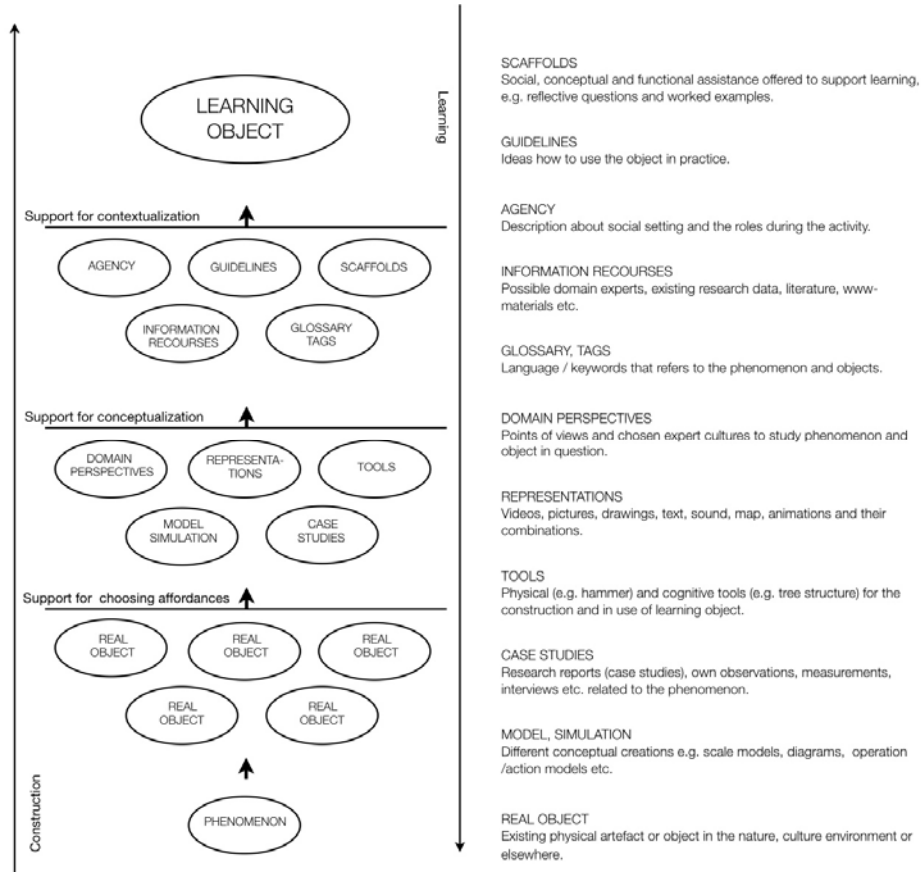 LEARNING
OBJECT
Learning
Support for contextualization
AGENCY
GUIDELINES
SCAFFOLDS
INFORMATION
RECOURSES
GLOSSARY
TAGS
Support for conceptualization
DOMAIN
PERSPECTIVES
REPRESENTA-
TIONS
TOOLS
MODEL
SIMULATION
CASE
STUDIES
Support for choosing affordances
REAL
OBJECT
REAL
OBJECT
REAL
OBJECT
REAL
OBJECT
REAL
OBJECT
PHENOMENON
Construction
SCAFFOLDS
Social, conceptual and functional assistance offered to support learning,
e.g. reflective questions and worked examples.
GUIDELINES
Ideas how to use the object in practice.
AGENCY
Description about social setting and the roles during the activity.
INFORMATION RECOURSES
Possible domain experts, existing research data, literature, www-
materials etc.
GLOSSARY, TAGS
Language / keywords that refers to the phenomenon and objects.
DOMAIN PERSPECTIVES
Points of views and chosen expert cultures to study phenomenon and
object in question.
REPRESENTATIONS
Videos, pictures, drawings, text, sound, map, animations and their
combinations.
TOOLS
Physical (e.g. hammer) and cognitive tools (e.g. tree structure) for the
construction and in use of learning object.
CASE STUDIES
Research reports (case studies), own observations, measurements,
interviews etc. related to the phenomenon.
MODEL, SIMULATION
Different conceptual creations e.g. scale models, diagrams, operation
/action models etc.
REAL OBJECT
Existing physical artefact or object in the nature, culture environment or
elsewhere.